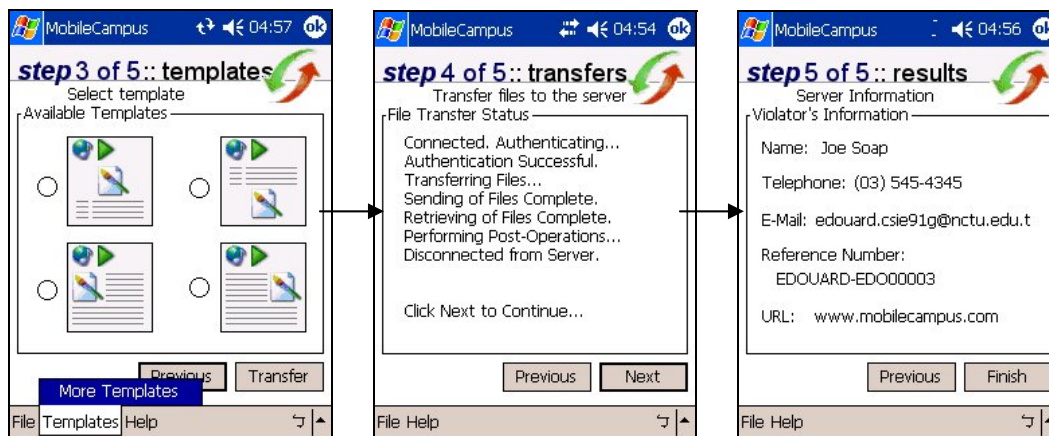 MobileCampus 04:57 ok
step 3 of 5:: templates
Select template
Available Templates
Transfer
More Templates
File Templates Help
MobileCampus 04:54 ok
step 4 of 5:: transfers
Transfer files to the server
File Transfer Status
Connected. Authenticating...
Authentication Successful.
Transferring Files...
Sending of Files Complete.
Retrieving of Files Complete.
Performing Post-Operations...
Disconnected from Server.
Click Next to Continue...
Previous Next
File Help
MobileCampus 04:56 ok
step 5 of 5:: results
Server Information
Violator's Information
Name: Joe Soap
Telephone: (03) 545-4345
E-Mail: edouard.csie91g@nctu.edu.t
Reference Number:
EDOUARD-EDO00003
URL: www.mobilecampus.com
Previous Finish
File Help